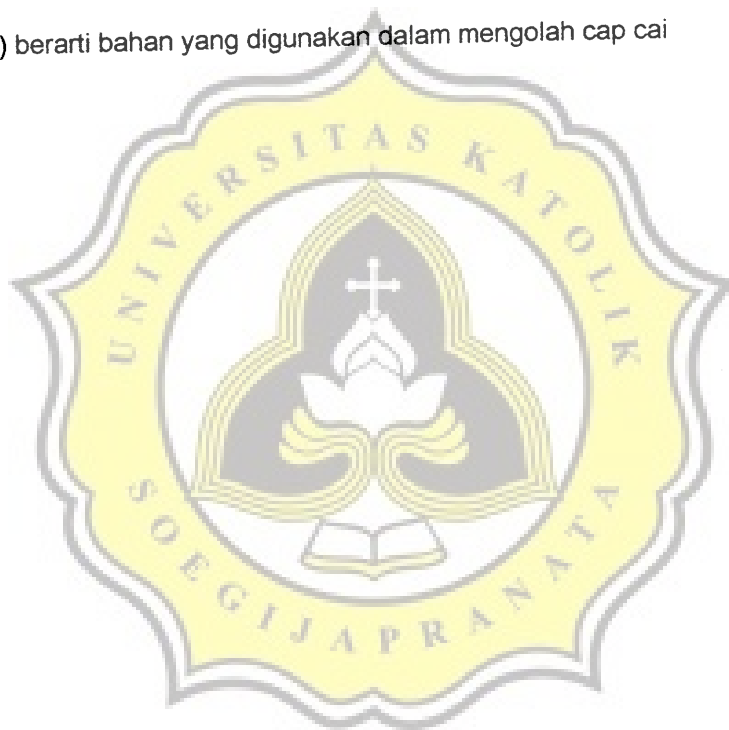 ) berarti bahan yang digunakan dalam mengolah cap cai
UNIVERSITAS KATOLIK
SOEGIJAPRANATA